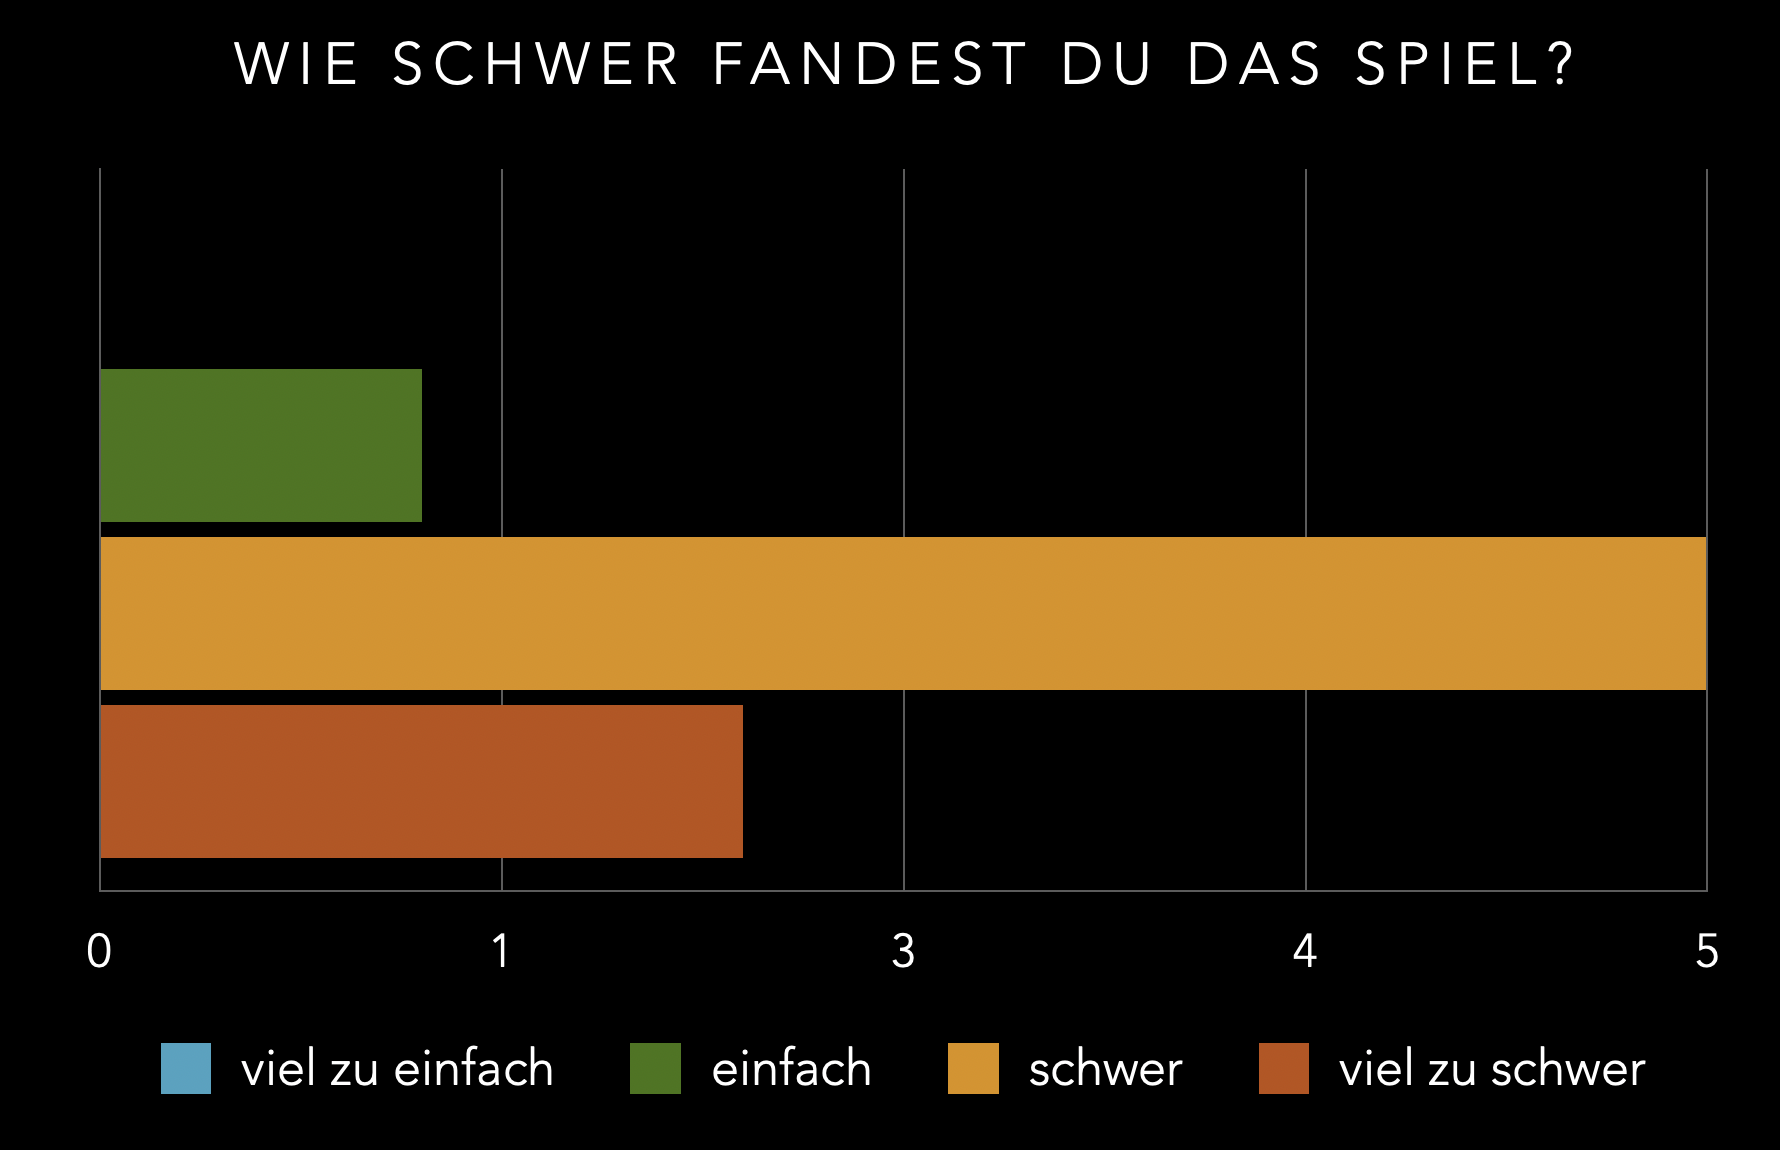 WIE SCHWER FANDEST DU DAS SPIEL?
0 1 3 4 5
viel zu einfach einfach schwer viel zu schwer